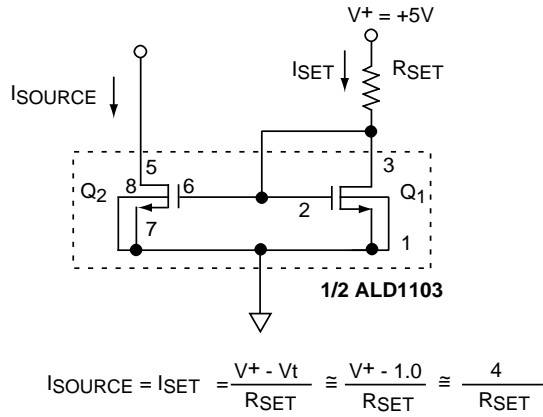 V+ = +5V
ISET
RSET
ISOURCE
5
3
Q2
8
6
Q1
2
7
1
1/2 ALD1103
ISOURCE = ISET = V+ - Vt / RSET ≅ V+ - 1.0 / RSET ≅ 4 / RSET